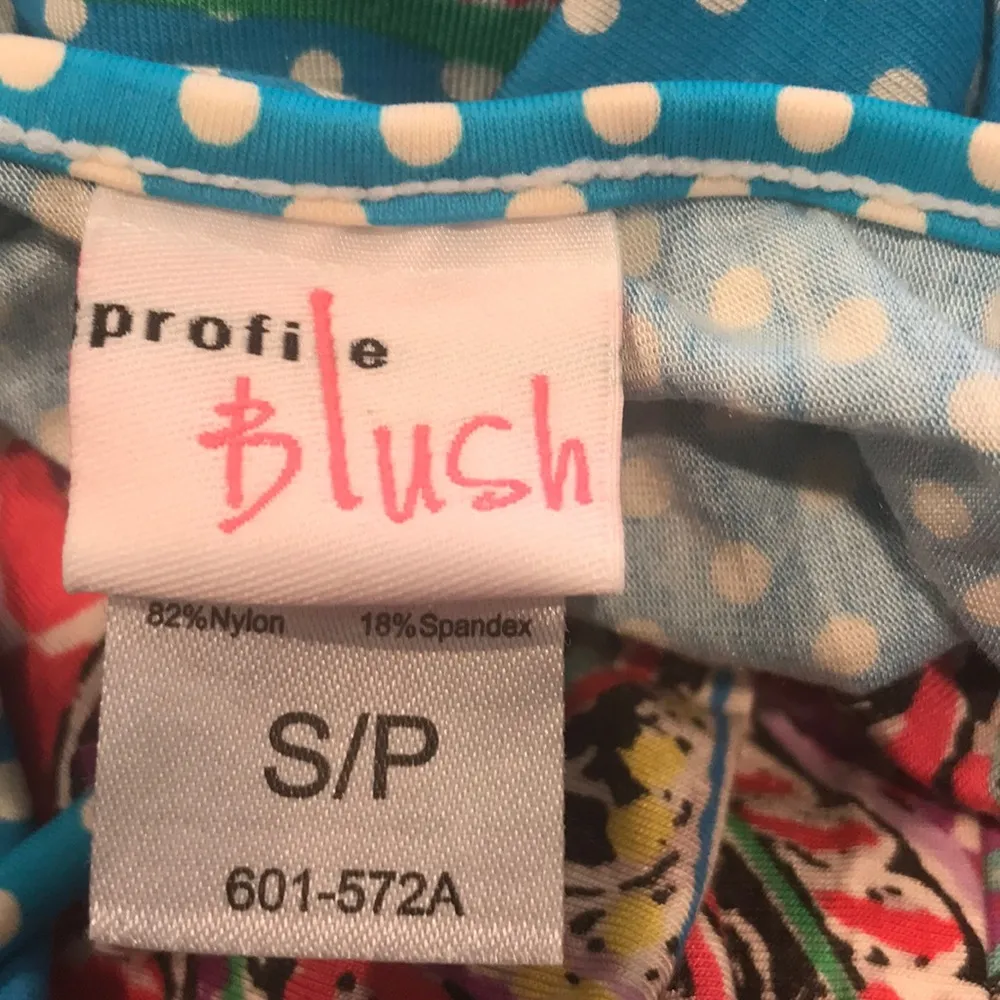 profile
Blush
82%Nylon 18%Spandex
S/P
601-572A